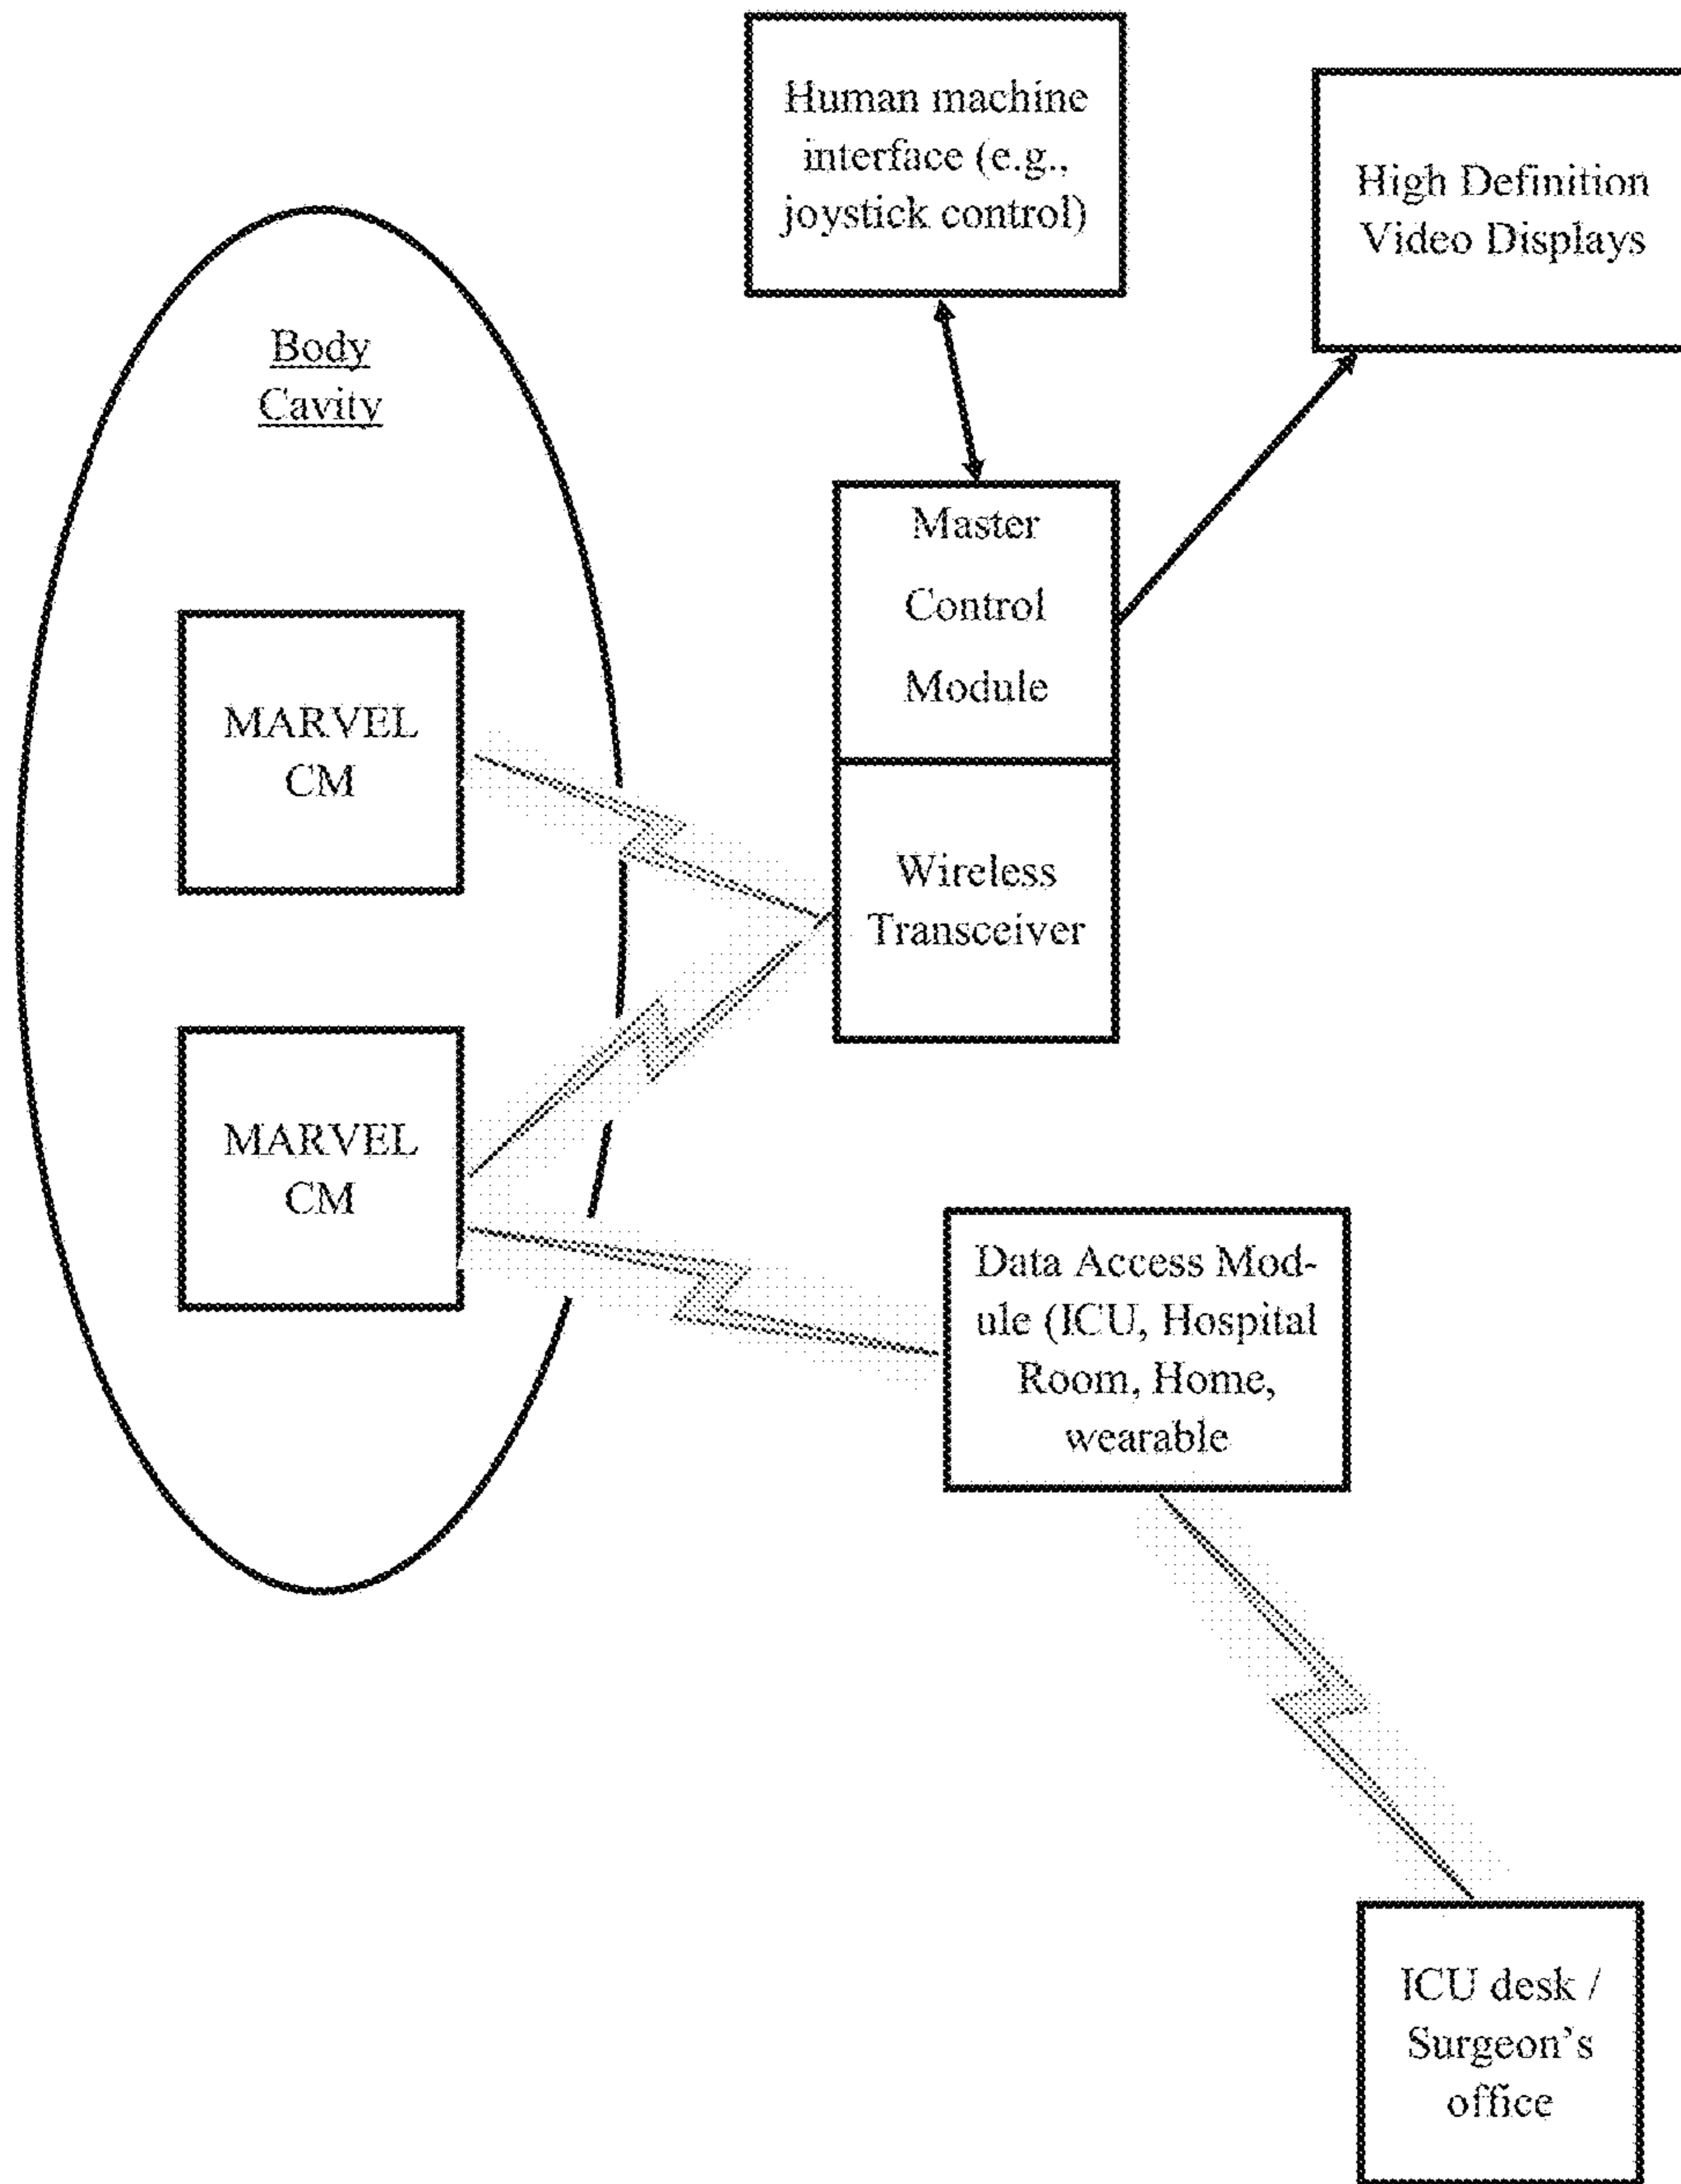 Human machine
interface (e.g.,
joystick control)
High Definition
Video Displays
Body
Cavity
Master
Control
Module
MARVEL
CM
Wireless
Transceiver
MARVEL
CM
Data Access Mod-
ule (ICU, Hospital
Room, Home,
wearable
ICU desk /
Surgeon’s
office